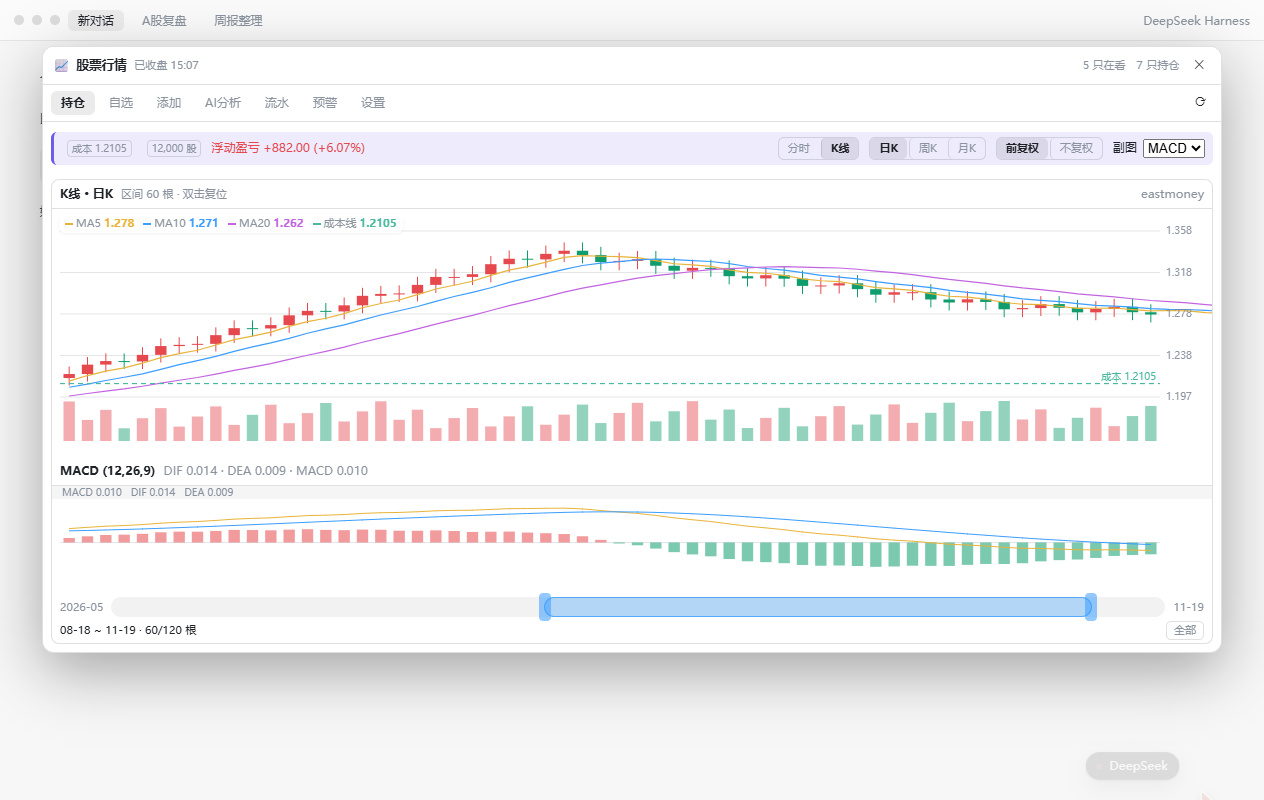 新对话 A股复盘 周报整理 DeepSeek Harness
股票行情 已收盘 15:07 5 只在看 7 只持仓
持仓 自选 添加 AI分析 流水 预警 设置
成本 1.2105 12,000 股 浮动盈亏 +882.00 (+6.07%) 分时 K线 日K 周K 月K 前复权 不复权 副图 MACD
K线 • 日K 区间 60 根 · 双击复位 eastmoney
MA5 1.278 MA10 1.271 MA20 1.262 成本线 1.2105
1.358
1.318
1.278
1.238
成本 1.2105
1.197
MACD (12,26,9) DIF 0.014 · DEA 0.009 · MACD 0.010
MACD 0.010 DIF 0.014 DEA 0.009
2026-05 11-19
08-18 ~ 11-19 · 60/120 根 全部
DeepSeek